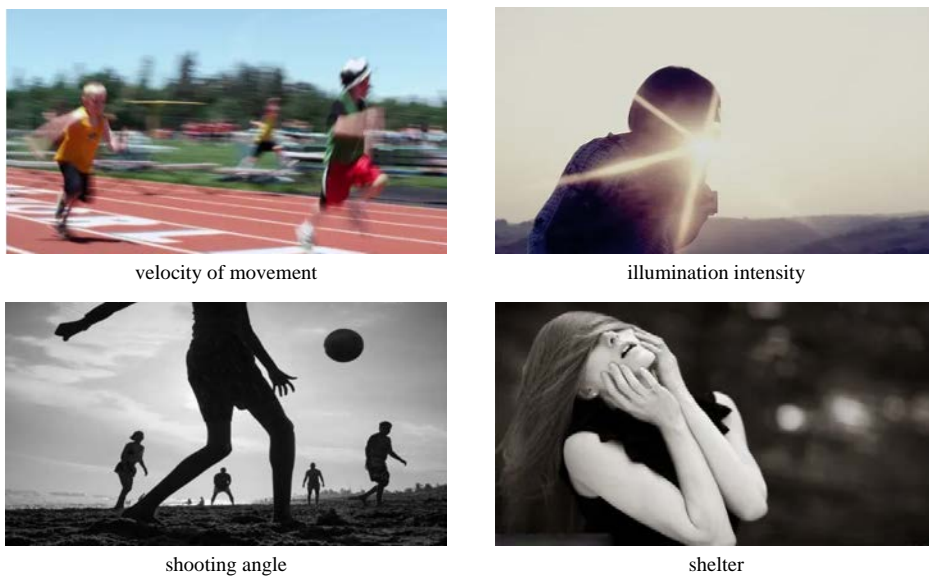 velocity of movement
illumination intensity
shooting angle
shelter